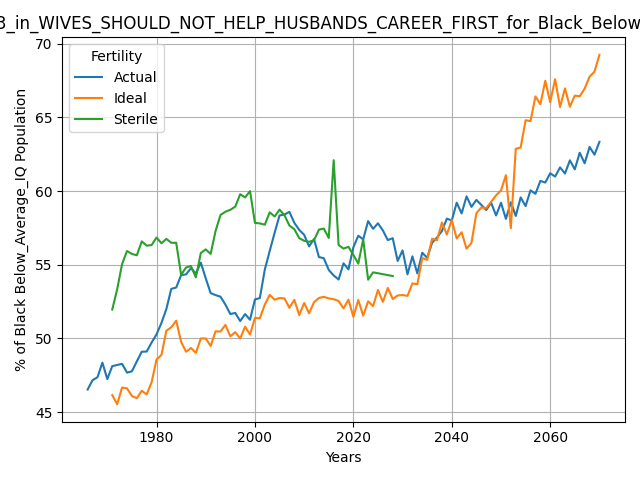 3_in_WIVES_SHOULD_NOT_HELP_HUSBANDS_CAREER_FIRST_for_Black_Below
Fertility
Actual
Ideal
Sterile
% of Black Below_Average_IQ Population
70
65
60
55
50
45
1980
2000
2020
2040
2060
Years